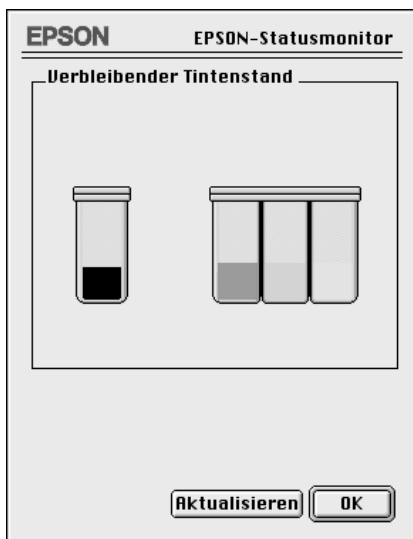 EPSON EPSON-Statusmonitor
Verbleibender Tintenstand
Aktualisieren OK